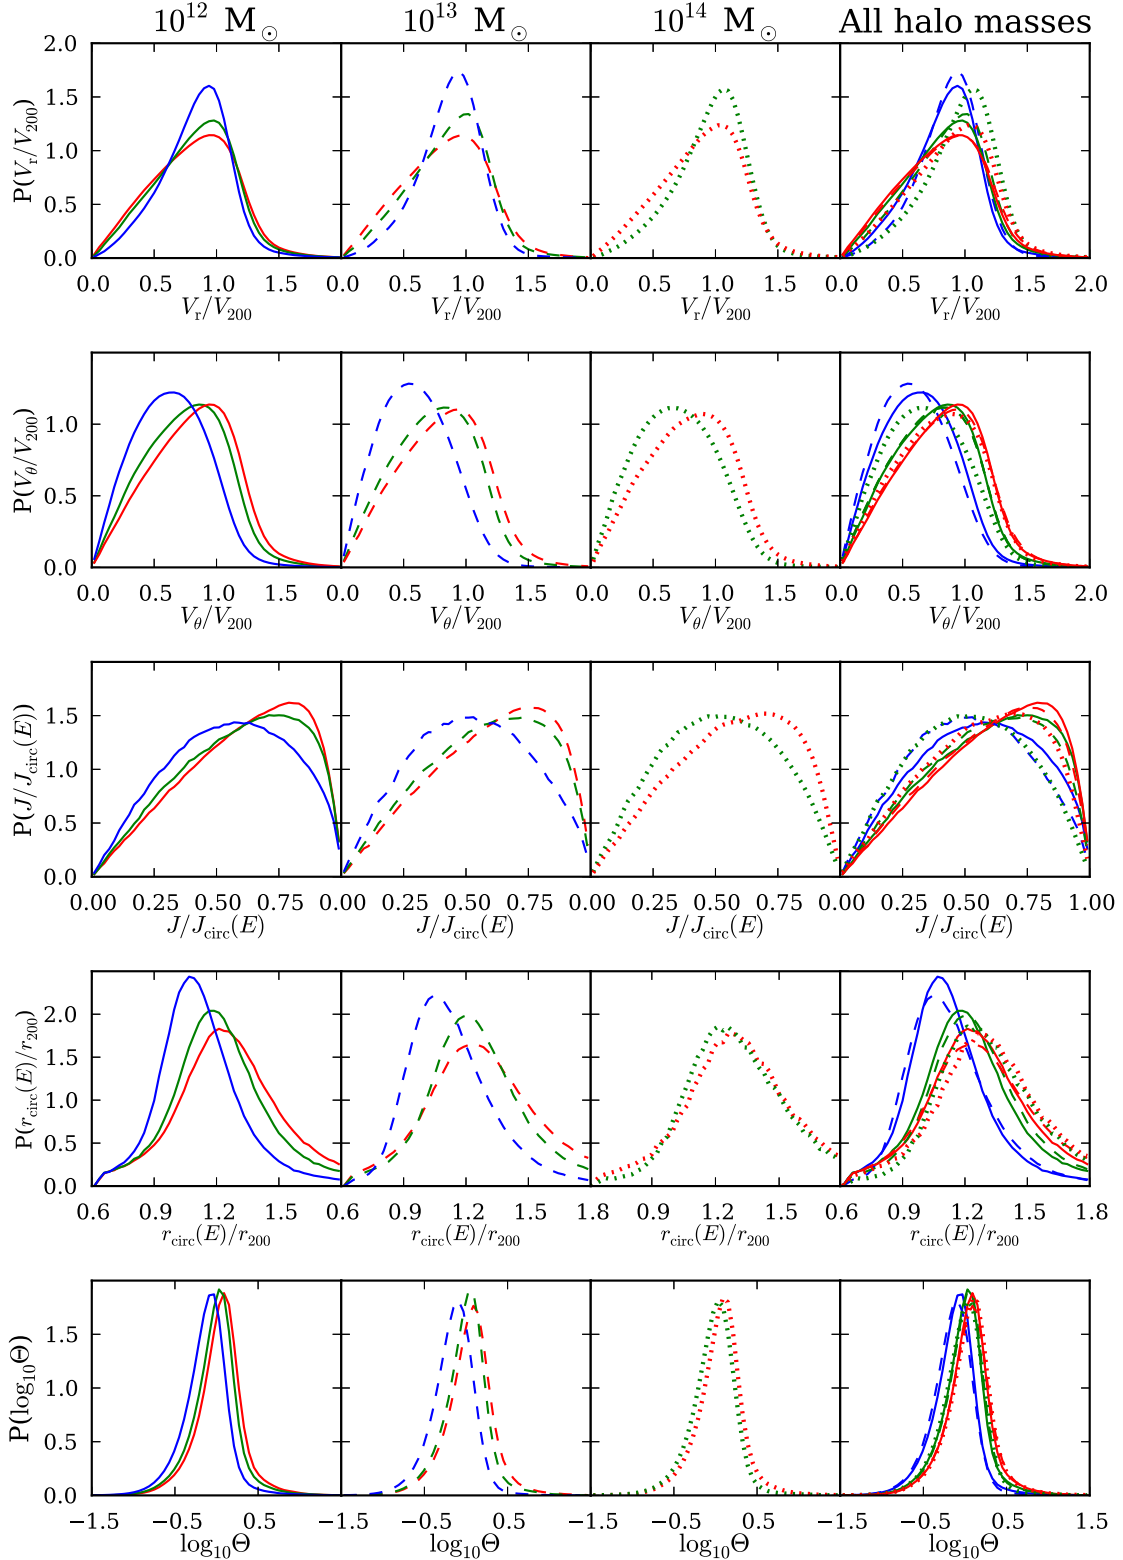 10¹² M⊙ 10¹³ M⊙ 10¹⁴ M⊙ All halo masses
P(V_r/V_200)
2.0
1.5
1.0
0.5
0.0
0.0 0.5 1.0 1.5 0.0 0.5 1.0 1.5 0.0 0.5 1.0 1.5 0.0 0.5 1.0 1.5 2.0
V_r/V_200 V_r/V_200 V_r/V_200 V_r/V_200
P(V_θ/V_200)
1.0
0.5
0.0
0.0 0.5 1.0 1.5 0.0 0.5 1.0 1.5 0.0 0.5 1.0 1.5 0.0 0.5 1.0 1.5 2.0
V_θ/V_200 V_θ/V_200 V_θ/V_200 V_θ/V_200
P(J/J_circ(E))
1.5
1.0
0.5
0.0
0.00 0.25 0.50 0.75 0.00 0.25 0.50 0.75 0.00 0.25 0.50 0.75 0.00 0.25 0.50 0.75 1.00
J/J_circ(E) J/J_circ(E) J/J_circ(E) J/J_circ(E)
P(r_circ(E)/r_200)
2.0
1.5
1.0
0.5
0.0
0.6 0.9 1.2 1.5 0.6 0.9 1.2 1.5 1.8 0.9 1.2 1.5 0.6 0.9 1.2 1.5 1.8
r_circ(E)/r_200 r_circ(E)/r_200 r_circ(E)/r_200 r_circ(E)/r_200
P(log₁₀Θ)
1.5
1.0
0.5
0.0
−1.5 −0.5 0.5 −1.5 −0.5 0.5 −1.5 −0.5 0.5 −1.5 −0.5 0.5 1.5
log₁₀Θ log₁₀Θ log₁₀Θ log₁₀Θ